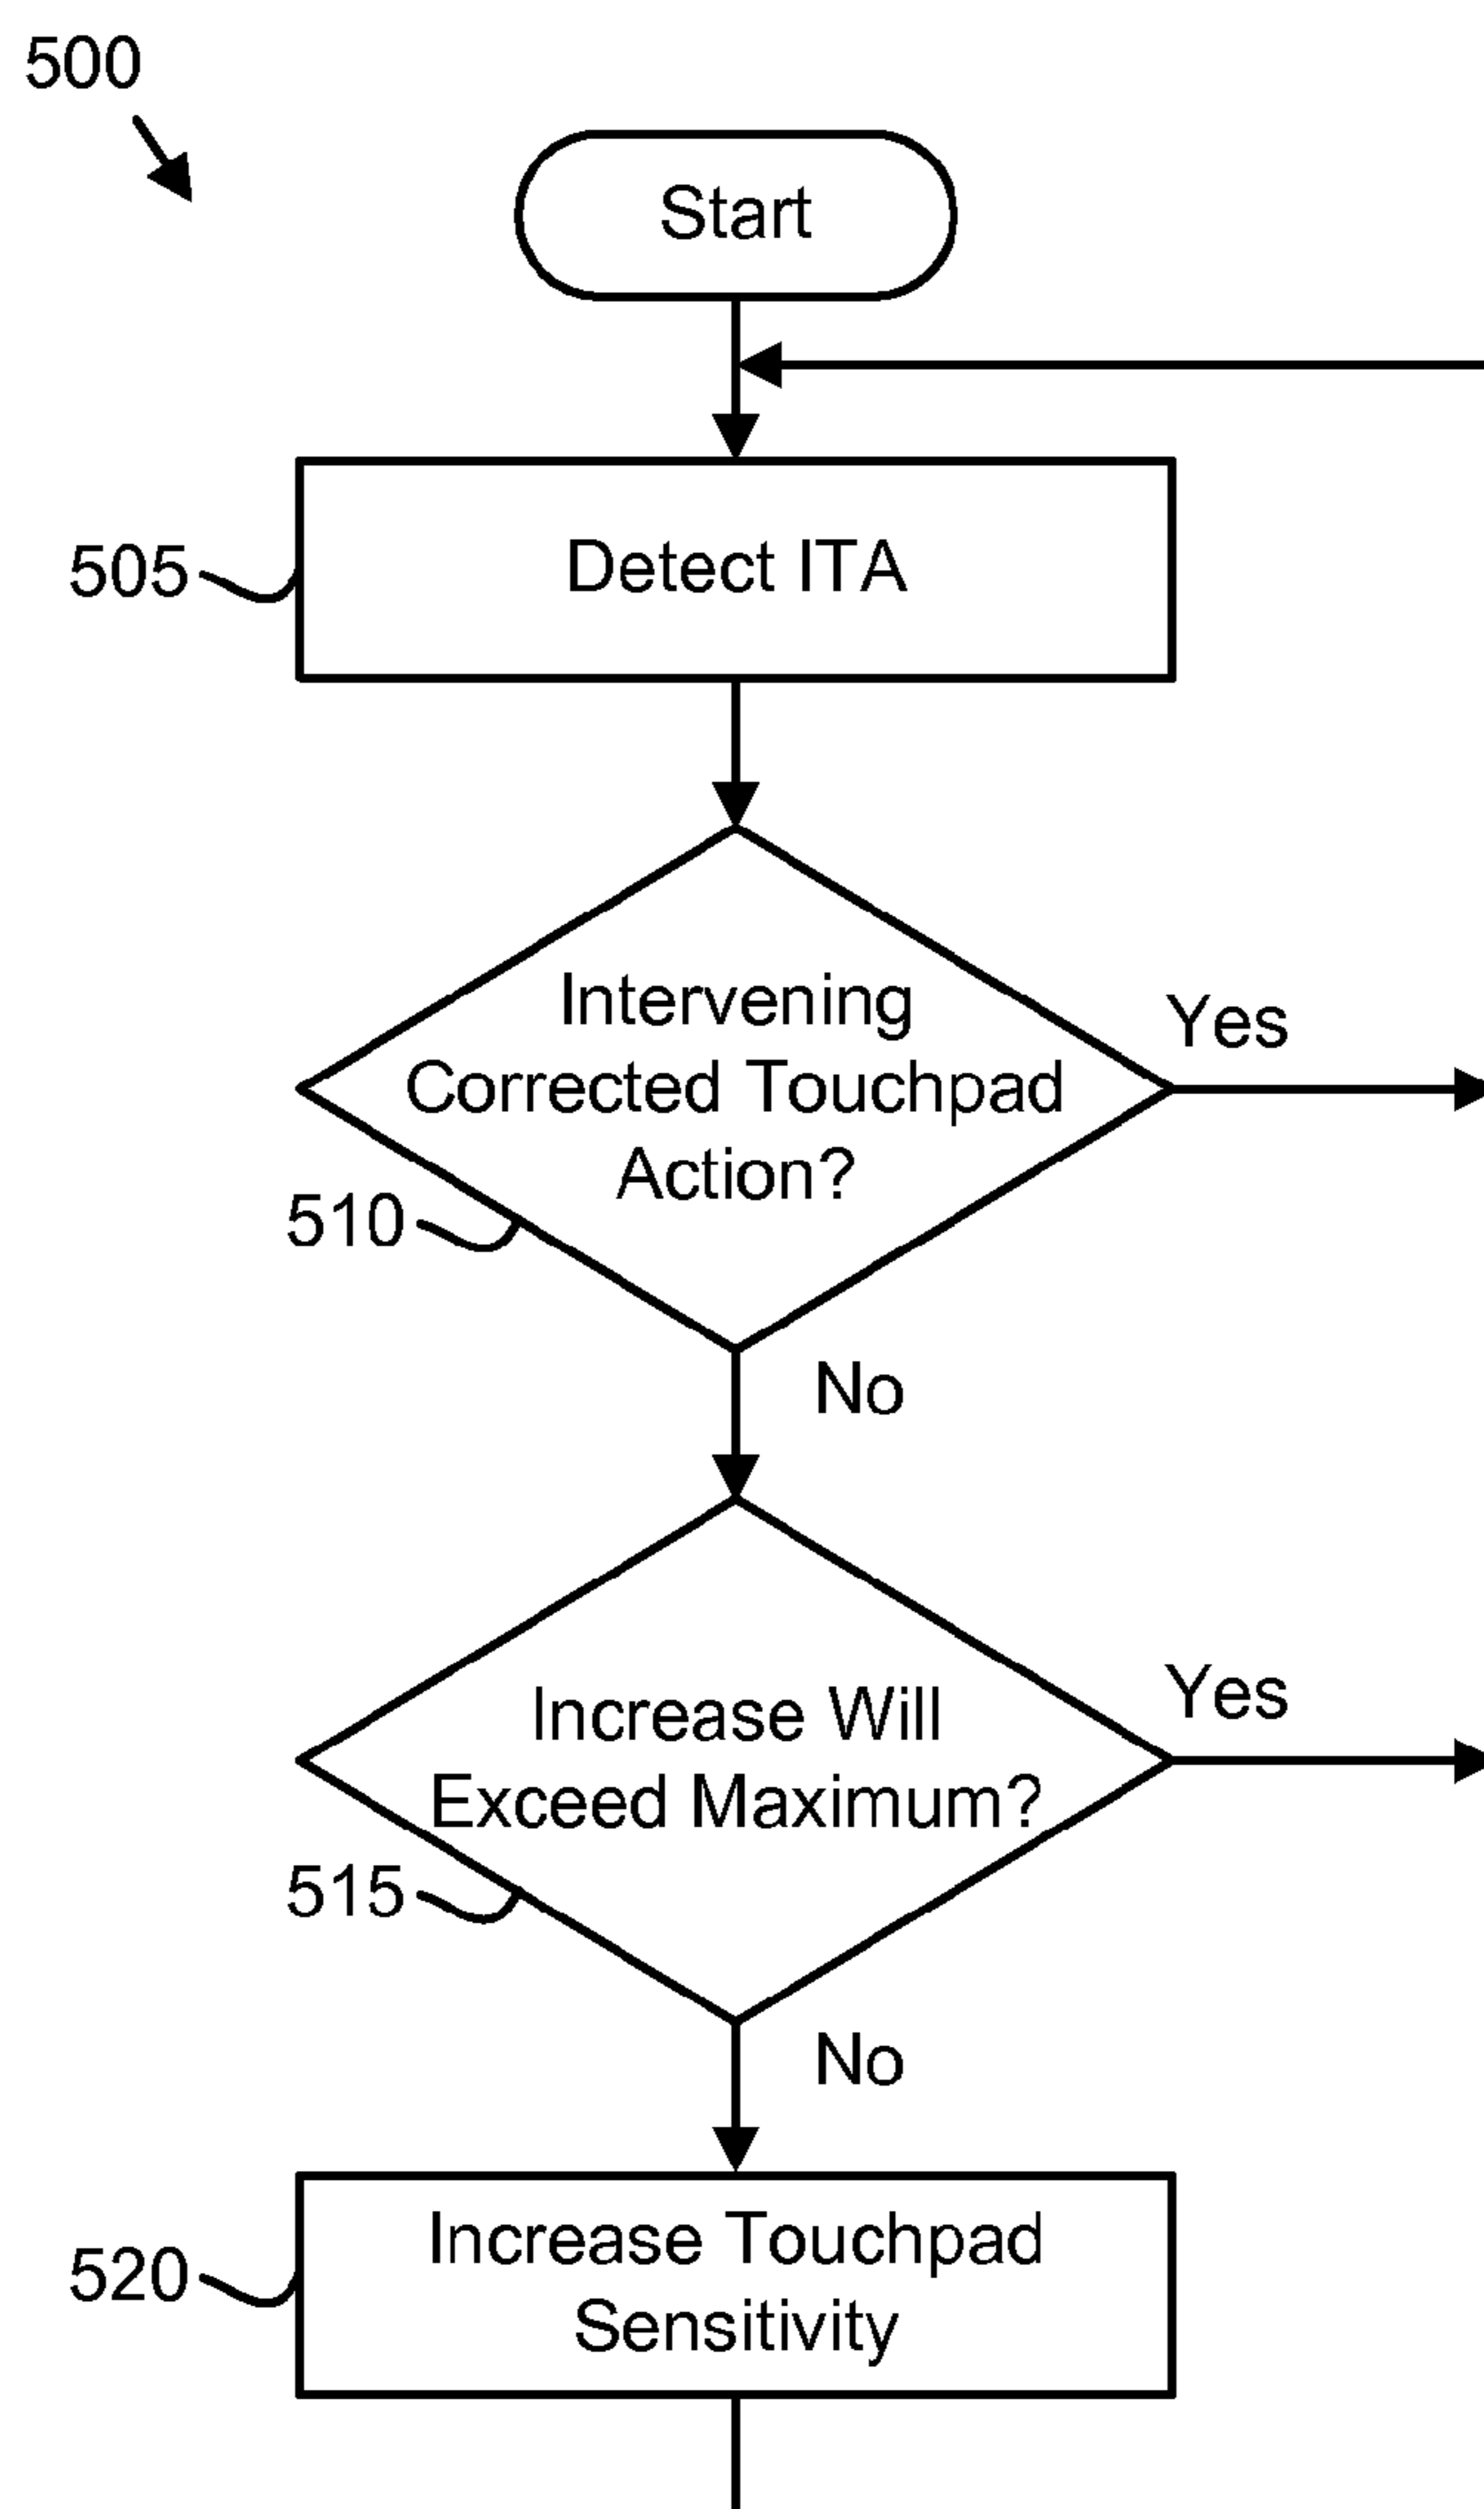 500
Start
505
Detect ITA
Intervening
Corrected Touchpad
Action?
Yes
510
No
Increase Will
Exceed Maximum?
Yes
515
No
520
Increase Touchpad
Sensitivity